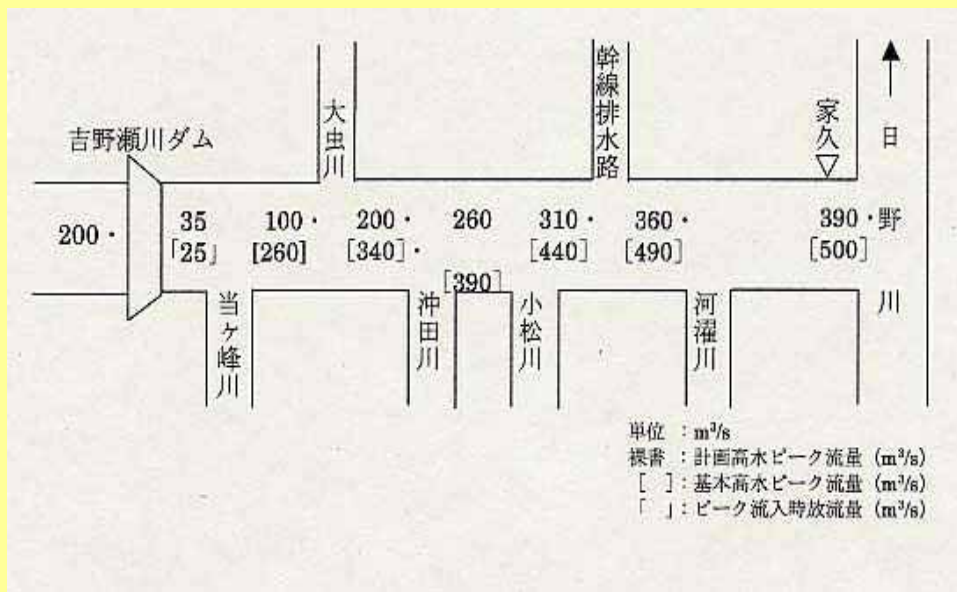 吉野瀬川ダム
大虫川
幹線排水路
家久
日野川
200・
35
100・
200・
260
310・
360・
390・
「25」
[260]
[340]・
[390]
[440]
[490]
[500]
当ヶ峰川
沖田川
小松川
河濯川
単位 : m³/s
裸書 : 計画高水ピーク流量 (m³/s)
[ ] : 基本高水ピーク流量 (m³/s)
「 」: ピーク流入時放流量 (m³/s)